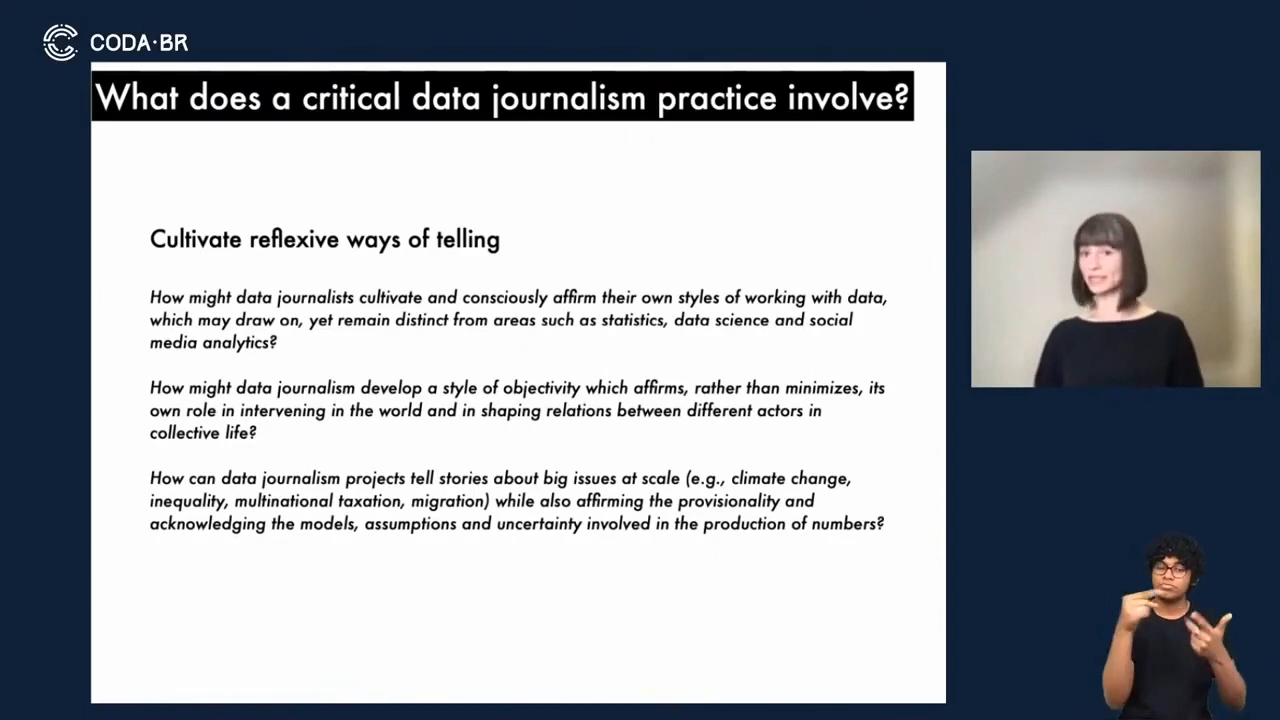 CODA·BR
What does a critical data journalism practice involve?
Cultivate reflexive ways of telling
How might data journalists cultivate and consciously affirm their own styles of working with data,
which may draw on, yet remain distinct from areas such as statistics, data science and social
media analytics?
How might data journalism develop a style of objectivity which affirms, rather than minimizes, its
own role in intervening in the world and in shaping relations between different actors in
collective life?
How can data journalism projects tell stories about big issues at scale (e.g., climate change,
inequality, multinational taxation, migration) while also affirming the provisionality and
acknowledging the models, assumptions and uncertainty involved in the production of numbers?